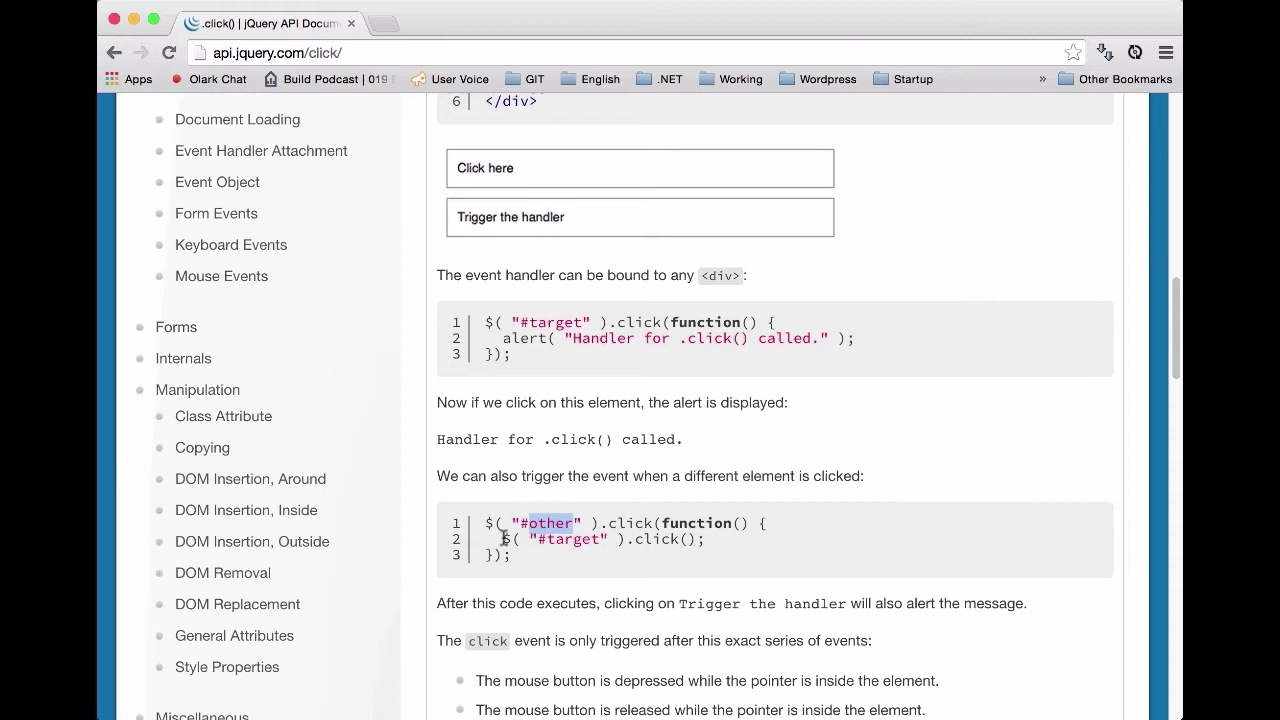 .click() | jQuery API Docum
api.jquery.com/click/
Apps Olark Chat Build Podcast | 019 User Voice GIT English .NET Working Wordpress Startup » Other Bookmarks
Document Loading
Event Handler Attachment
Event Object
Form Events
Keyboard Events
Mouse Events
Forms
Internals
Manipulation
Class Attribute
Copying
DOM Insertion, Around
DOM Insertion, Inside
DOM Insertion, Outside
DOM Removal
DOM Replacement
General Attributes
Style Properties
Miscellaneous
6 </div>
Click here
Trigger the handler
The event handler can be bound to any <div>:
1 $( "#target" ).click(function() {
2 alert( "Handler for .click() called." );
3 });
Now if we click on this element, the alert is displayed:
Handler for .click() called.
We can also trigger the event when a different element is clicked:
1 $( "#other" ).click(function() {
2 $( "#target" ).click();
3 });
After this code executes, clicking on Trigger the handler will also alert the message.
The click event is only triggered after this exact series of events:
The mouse button is depressed while the pointer is inside the element.
The mouse button is released while the pointer is inside the element.